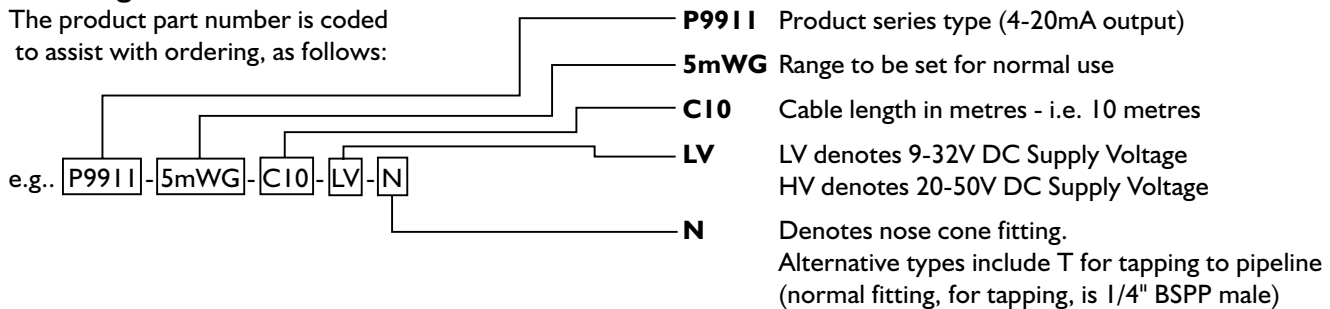 The product part number is coded
to assist with ordering, as follows:
P9911 Product series type (4-20mA output)
5mWG Range to be set for normal use
C10 Cable length in metres - i.e. 10 metres
LV LV denotes 9-32V DC Supply Voltage
HV denotes 20-50V DC Supply Voltage
e.g.. P9911-5mWG-C10-LV-N
N Denotes nose cone fitting.
Alternative types include T for tapping to pipeline
(normal fitting, for tapping, is 1/4" BSPP male)